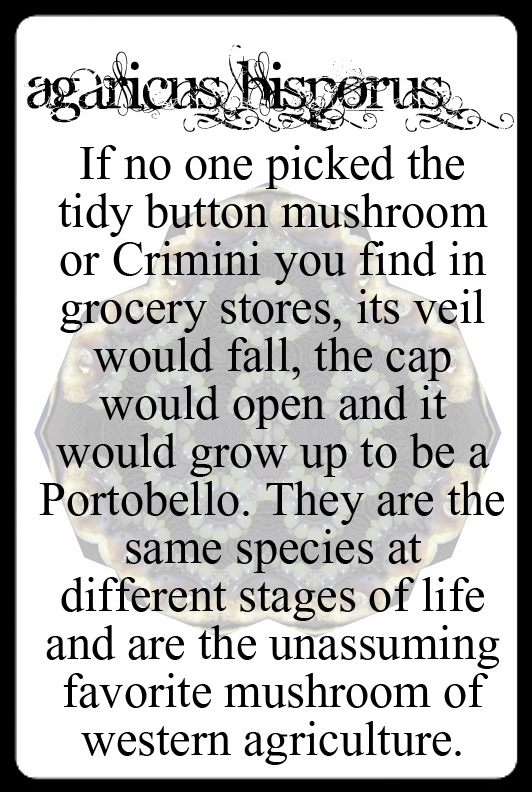 agaricus bisporus
If no one picked the
tidy button mushroom
or Crimini you find in
grocery stores, its veil
would fall, the cap
would open and it
would grow up to be a
Portobello. They are the
same species at
different stages of life
and are the unassuming
favorite mushroom of
western agriculture.